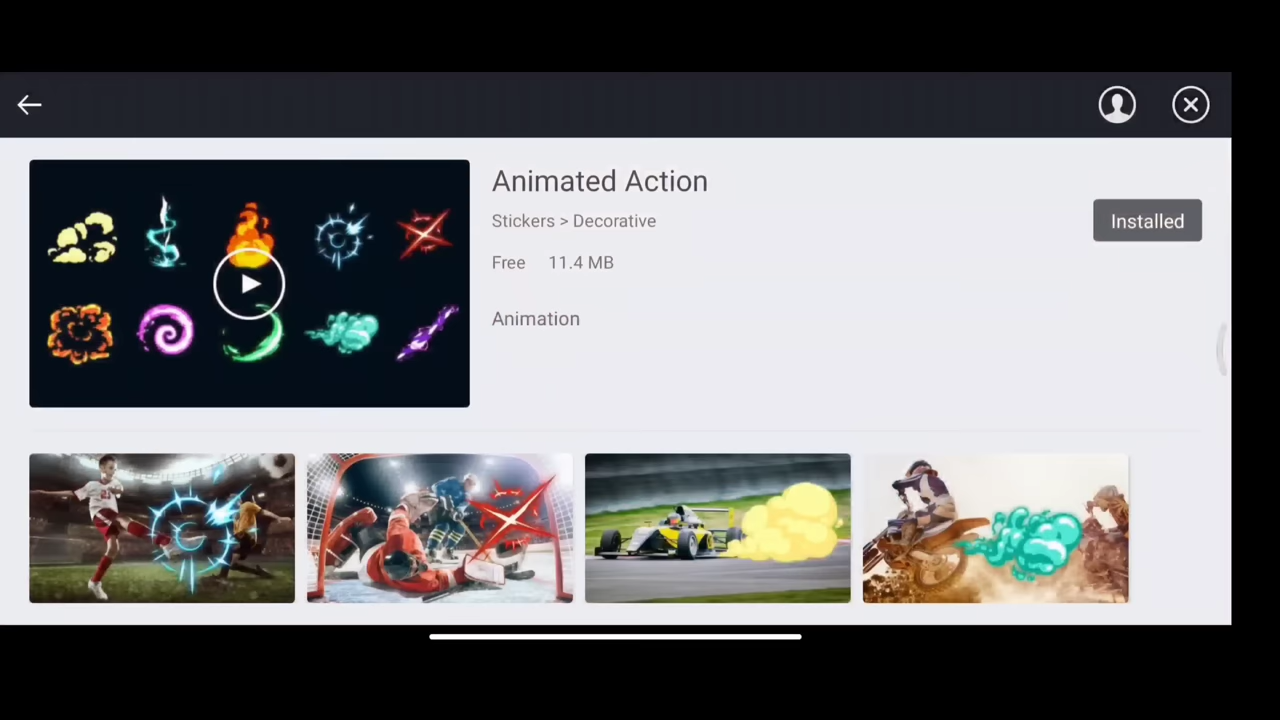 Animated Action
Stickers > Decorative
Installed
Free 11.4 MB
Animation